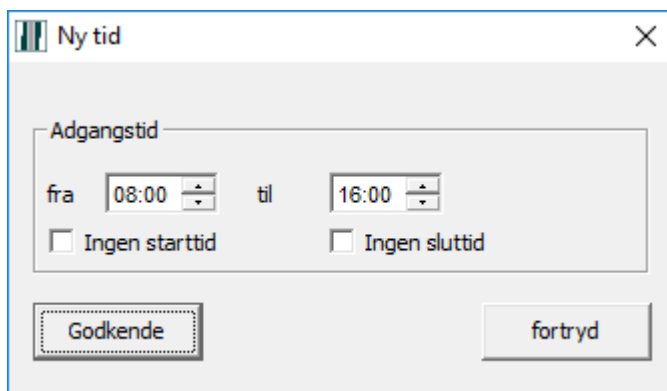 Ny tid
Adgangstid
fra 08:00 til 16:00
Ingen starttid Ingen sluttid
Godkende fortryd